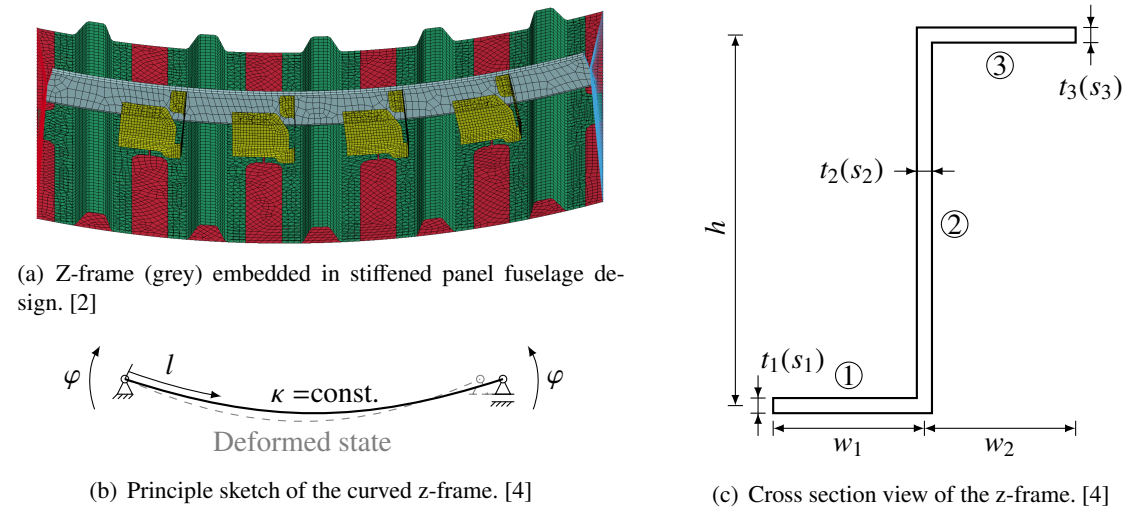 (a) Z-frame (grey) embedded in stiffened panel fuselage de-
sign. [2]
φ
l
κ =const.
φ
Deformed state
(b) Principle sketch of the curved z-frame. [4]
③
t₃(s₃)
t₂(s₂)
h
②
t₁(s₁)
①
w₁
w₂
(c) Cross section view of the z-frame. [4]